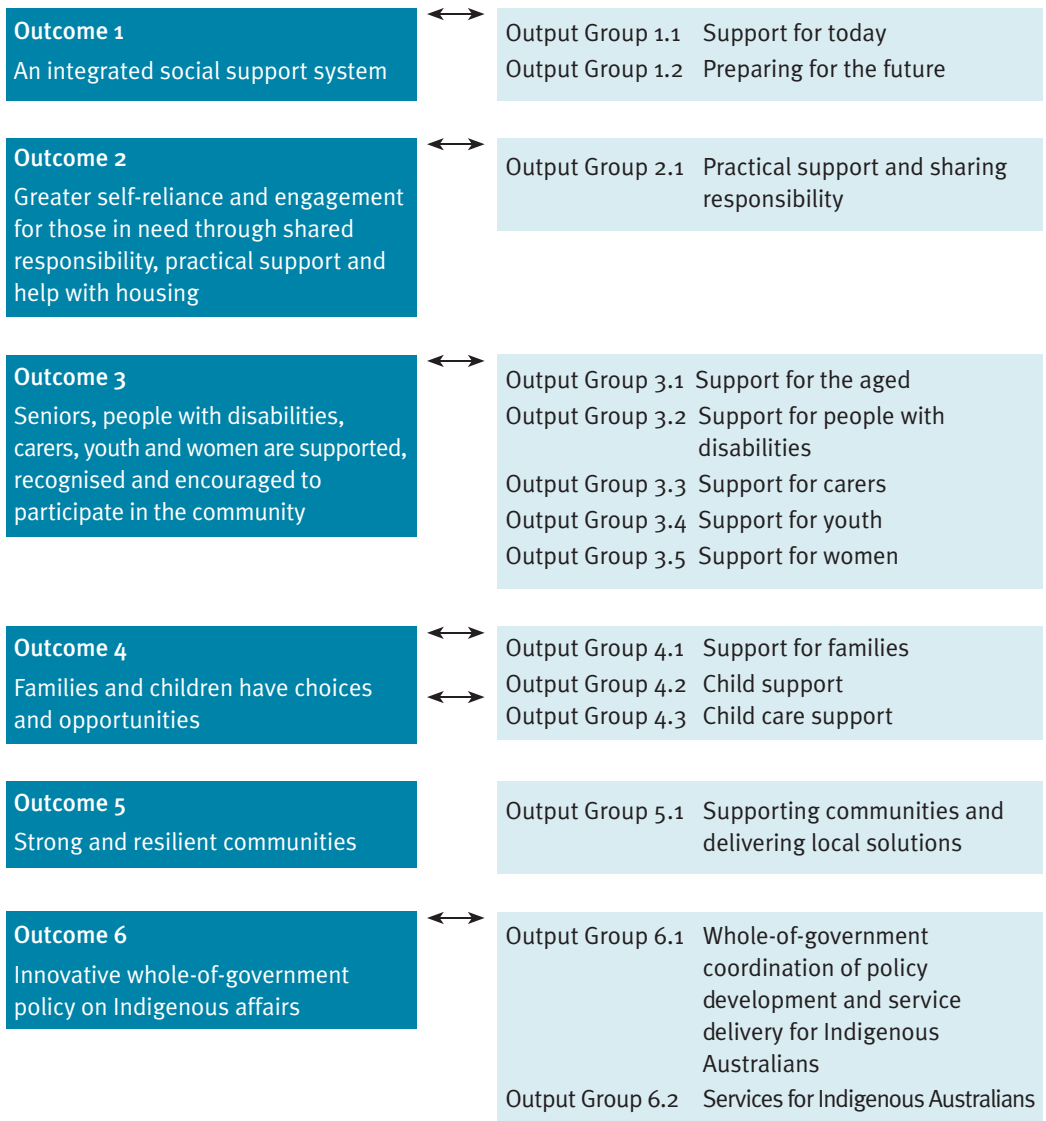 Outcome 1
An integrated social support system
Output Group 1.1 Support for today
Output Group 1.2 Preparing for the future
Outcome 2
Greater self-reliance and engagement
for those in need through shared
responsibility, practical support and
help with housing
Output Group 2.1 Practical support and sharing
responsibility
Outcome 3
Seniors, people with disabilities,
carers, youth and women are supported,
recognised and encouraged to
participate in the community
Output Group 3.1 Support for the aged
Output Group 3.2 Support for people with
disabilities
Output Group 3.3 Support for carers
Output Group 3.4 Support for youth
Output Group 3.5 Support for women
Outcome 4
Families and children have choices
and opportunities
Output Group 4.1 Support for families
Output Group 4.2 Child support
Output Group 4.3 Child care support
Outcome 5
Strong and resilient communities
Output Group 5.1 Supporting communities and
delivering local solutions
Outcome 6
Innovative whole-of-government
policy on Indigenous affairs
Output Group 6.1 Whole-of-government
coordination of policy
development and service
delivery for Indigenous
Australians
Output Group 6.2 Services for Indigenous Australians